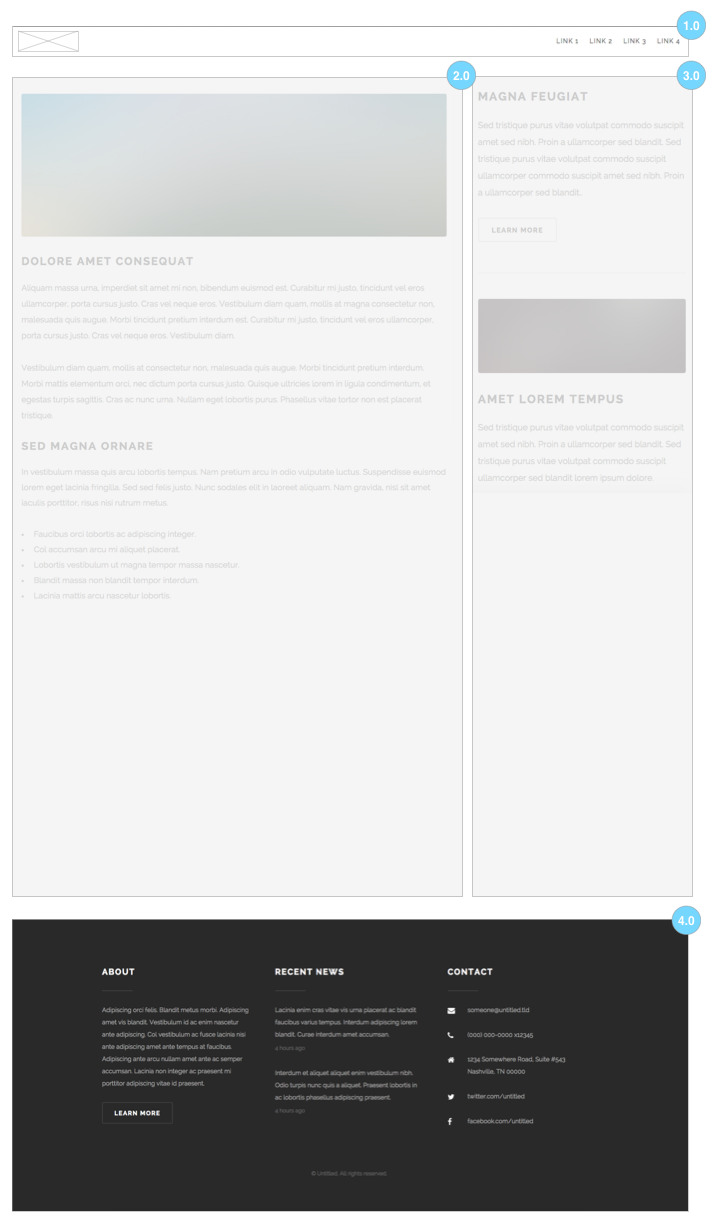 1.0
LINK 1 LINK 2 LINK 3 LINK 4
2.0
DOLORE AMET CONSEQUAT
Aliquam massa urna, imperdiet sit amet mi non, bibendum euismod est. Curabitur mi justo, tincidunt vel eros
ullamcorper, porta cursus justo. Cras vel neque eros. Vestibulum diam quam, mollis at magna consectetur non,
malesuada quis augue. Morbi tincidunt pretium interdum est. Curabitur mi justo, tincidunt vel eros ullamcorper,
porta cursus justo. Cras vel neque eros. Vestibulum diam.
Vestibulum diam quam, mollis at consectetur non, malesuada quis augue. Morbi tincidunt pretium interdum.
Morbi mattis elementum orci, nec dictum porta cursus justo. Quisque ultricies lorem in ligula condimentum, et
egestas turpis sagittis. Cras ac nunc urna. Nullam eget lobortis purus. Phasellus vitae tortor non est placerat
tristique.
SED MAGNA ORNARE
In vestibulum massa quis arcu lobortis tempus. Nam pretium arcu in odio vulputate luctus. Suspendisse euismod
lorem eget lacinia fringilla. Sed sed felis justo. Nunc sodales elit in laoreet aliquam. Nam gravida, nisl sit amet
iaculis porttitor, risus nisi rutrum metus.
• Faucibus orci lobortis ac adipiscing integer.
• Col accumsan arcu mi aliquet placerat.
• Lobortis vestibulum ut magna tempor massa nascetur.
• Blandit massa non blandit tempor interdum.
• Lacinia mattis arcu nascetur lobortis.
3.0
MAGNA FEUGIAT
Sed tristique purus vitae volutpat commodo suscipit
amet sed nibh. Proin a ullamcorper sed blandit. Sed
tristique purus vitae volutpat commodo suscipit
ullamcorper commodo suscipit amet sed nibh. Proin
a ullamcorper sed blandit..
LEARN MORE
AMET LOREM TEMPUS
Sed tristique purus vitae volutpat commodo suscipit
amet sed nibh. Proin a ullamcorper sed blandit. Sed
tristique purus vitae volutpat commodo suscipit
ullamcorper sed blandit lorem ipsum dolore.
4.0
ABOUT
Adipiscing orci felis. Blandit metus morbi. Adipiscing
amet vis blandit. Vestibulum id ac enim nascetur
ante adipiscing. Col vestibulum ac fusce lacinia nisi
ante adipiscing amet ante tempus at faucibus.
Adipiscing ante arcu nullam amet ante ac semper
accumsan. Lacinia non integer ac praesent mi
porttitor adipiscing vitae id praesent.
LEARN MORE
RECENT NEWS
Lacinia enim cras vitae vis urna placerat ac blandit
faucibus varius tempus. Interdum adipiscing lorem
blandit. Curse interdum amet accumsan.
4 hours ago
Interdum et aliquet aliquet enim vestibulum nibh.
Odio turpis nunc quis a aliquet. Praesent lobortis in
ac lobortis phasellus adipiscing praesent.
4 hours ago
CONTACT
someone@untitled.tld
(000) 000-0000 x12345
1234 Somewhere Road, Suite #543
Nashville, TN 00000
twitter.com/untitled
facebook.com/untitled
© Untitled. All rights reserved.